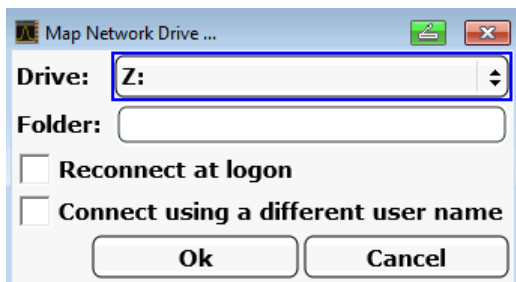 Map Network Drive ...
Drive: Z:
Folder:
Reconnect at logon
Connect using a different user name
Ok Cancel